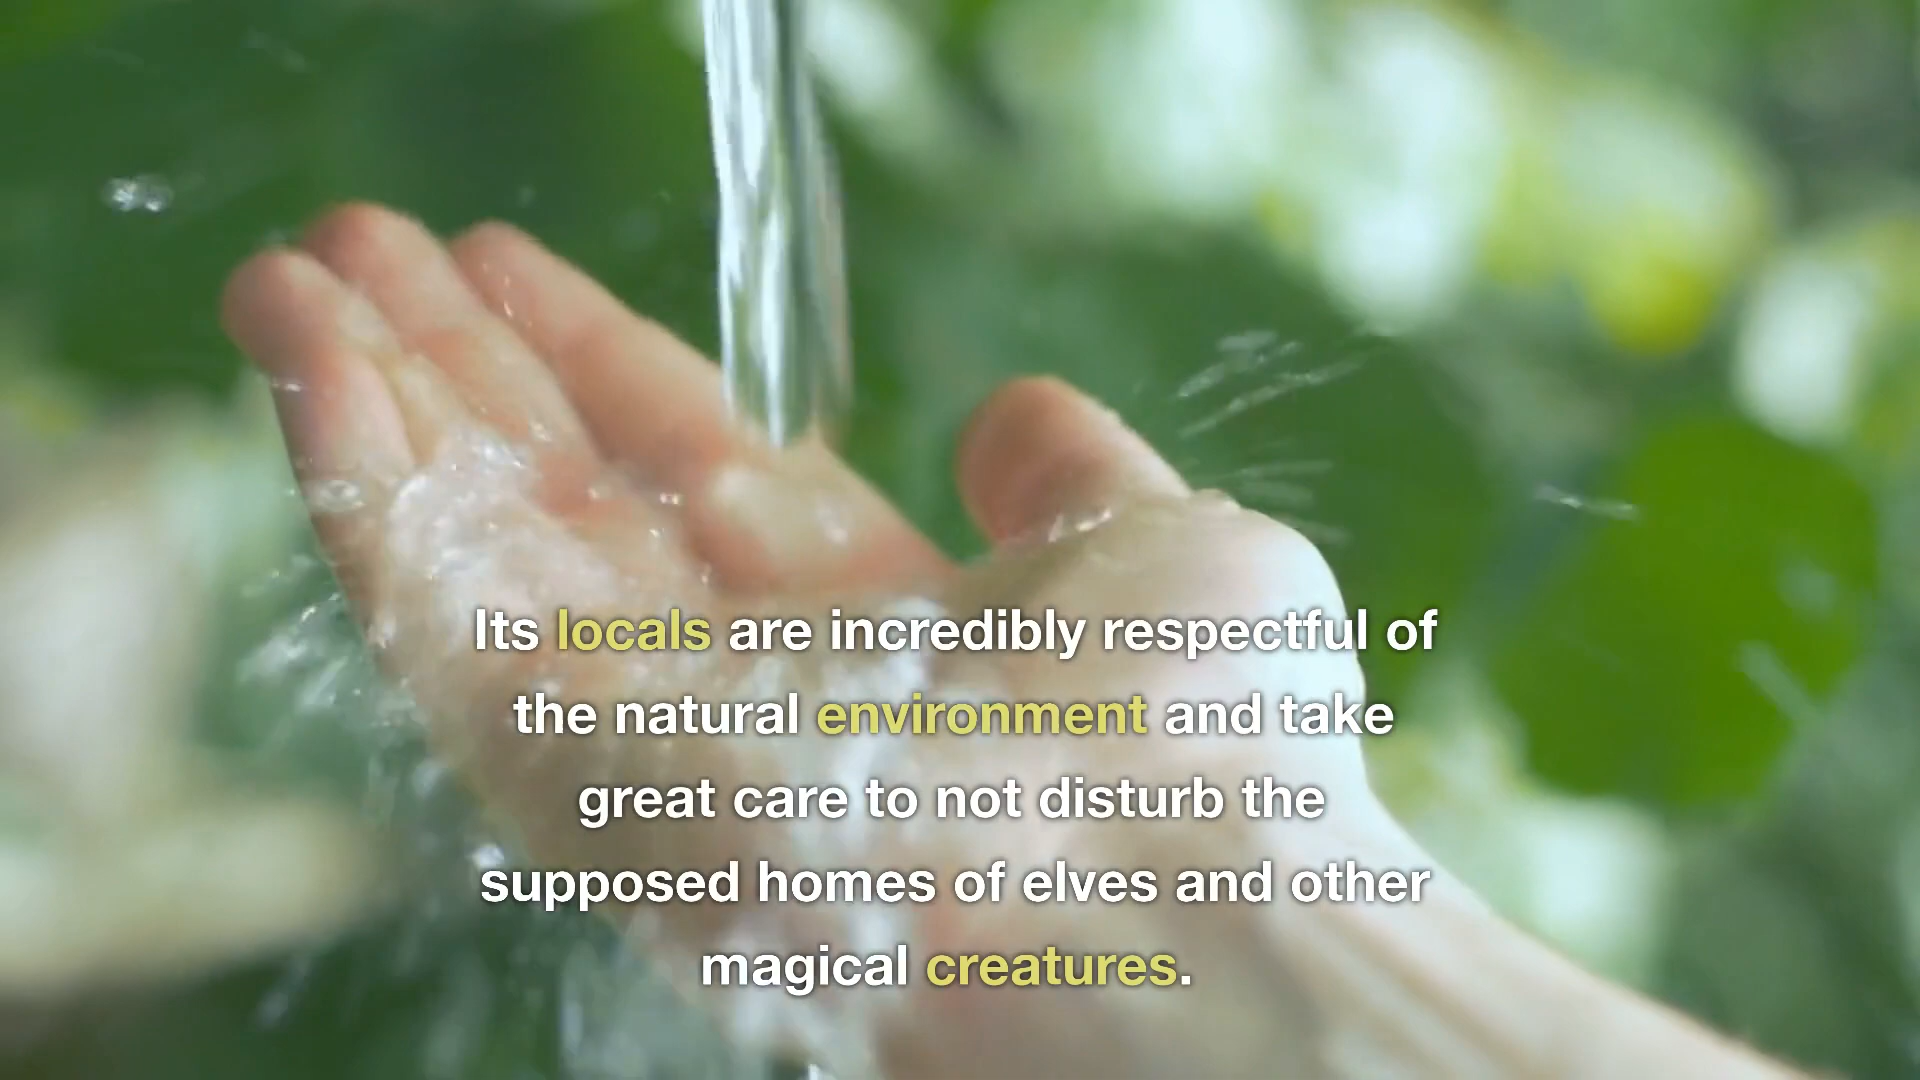 Its locals are incredibly respectful of
the natural environment and take
great care to not disturb the
supposed homes of elves and other
magical creatures.